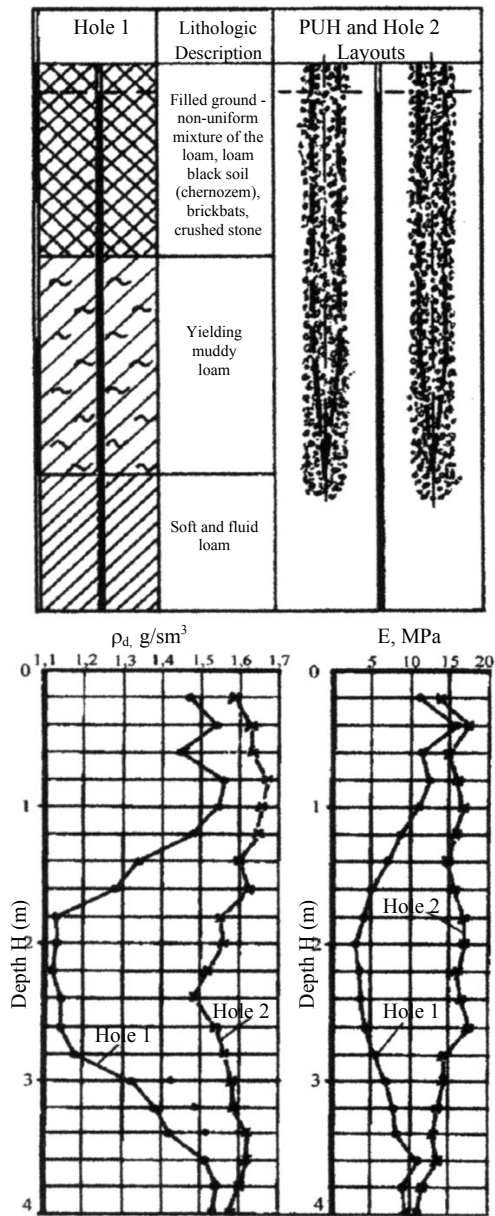 Hole 1
Lithologic
Description
PUH and Hole 2
Layouts
Filled ground -
non-uniform
mixture of the
loam, loam
black soil
(chernozem),
brickbats,
crushed stone
Yielding
muddy
loam
Soft and fluid
loam
ρd, g/sm³
1,1 1,2 1,3 1,4 1,5 1,6 1,7
0
1
2
3
4
Depth H (m)
Hole 1
Hole 2
E, MPa
5 10 15 20
0
1
2
3
4
Depth H (m)
Hole 2
Hole 1